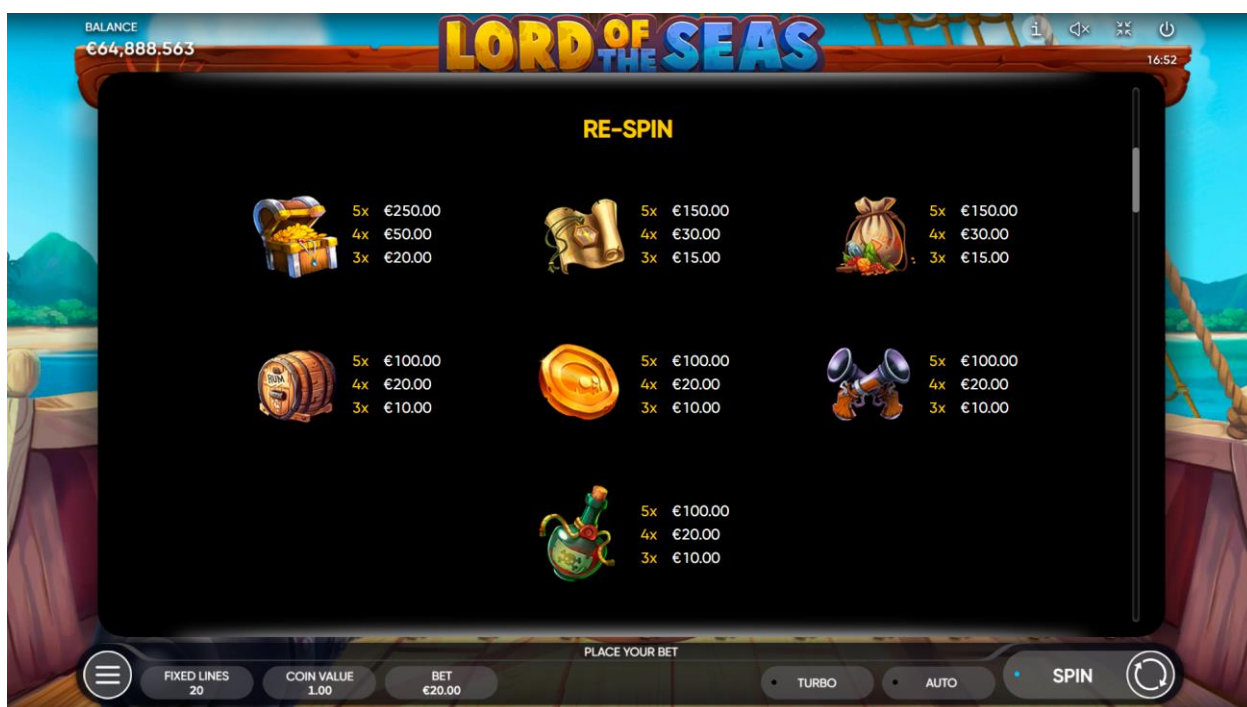 BALANCE
€64,888.563
LORD OF THE SEAS
16:52
RE-SPIN
5x €250.00
4x €50.00
3x €20.00
5x €150.00
4x €30.00
3x €15.00
5x €150.00
4x €30.00
3x €15.00
RUM
5x €100.00
4x €20.00
3x €10.00
5x €100.00
4x €20.00
3x €10.00
5x €100.00
4x €20.00
3x €10.00
5x €100.00
4x €20.00
3x €10.00
PLACE YOUR BET
FIXED LINES
20
COIN VALUE
1.00
BET
€20.00
TURBO
AUTO
SPIN